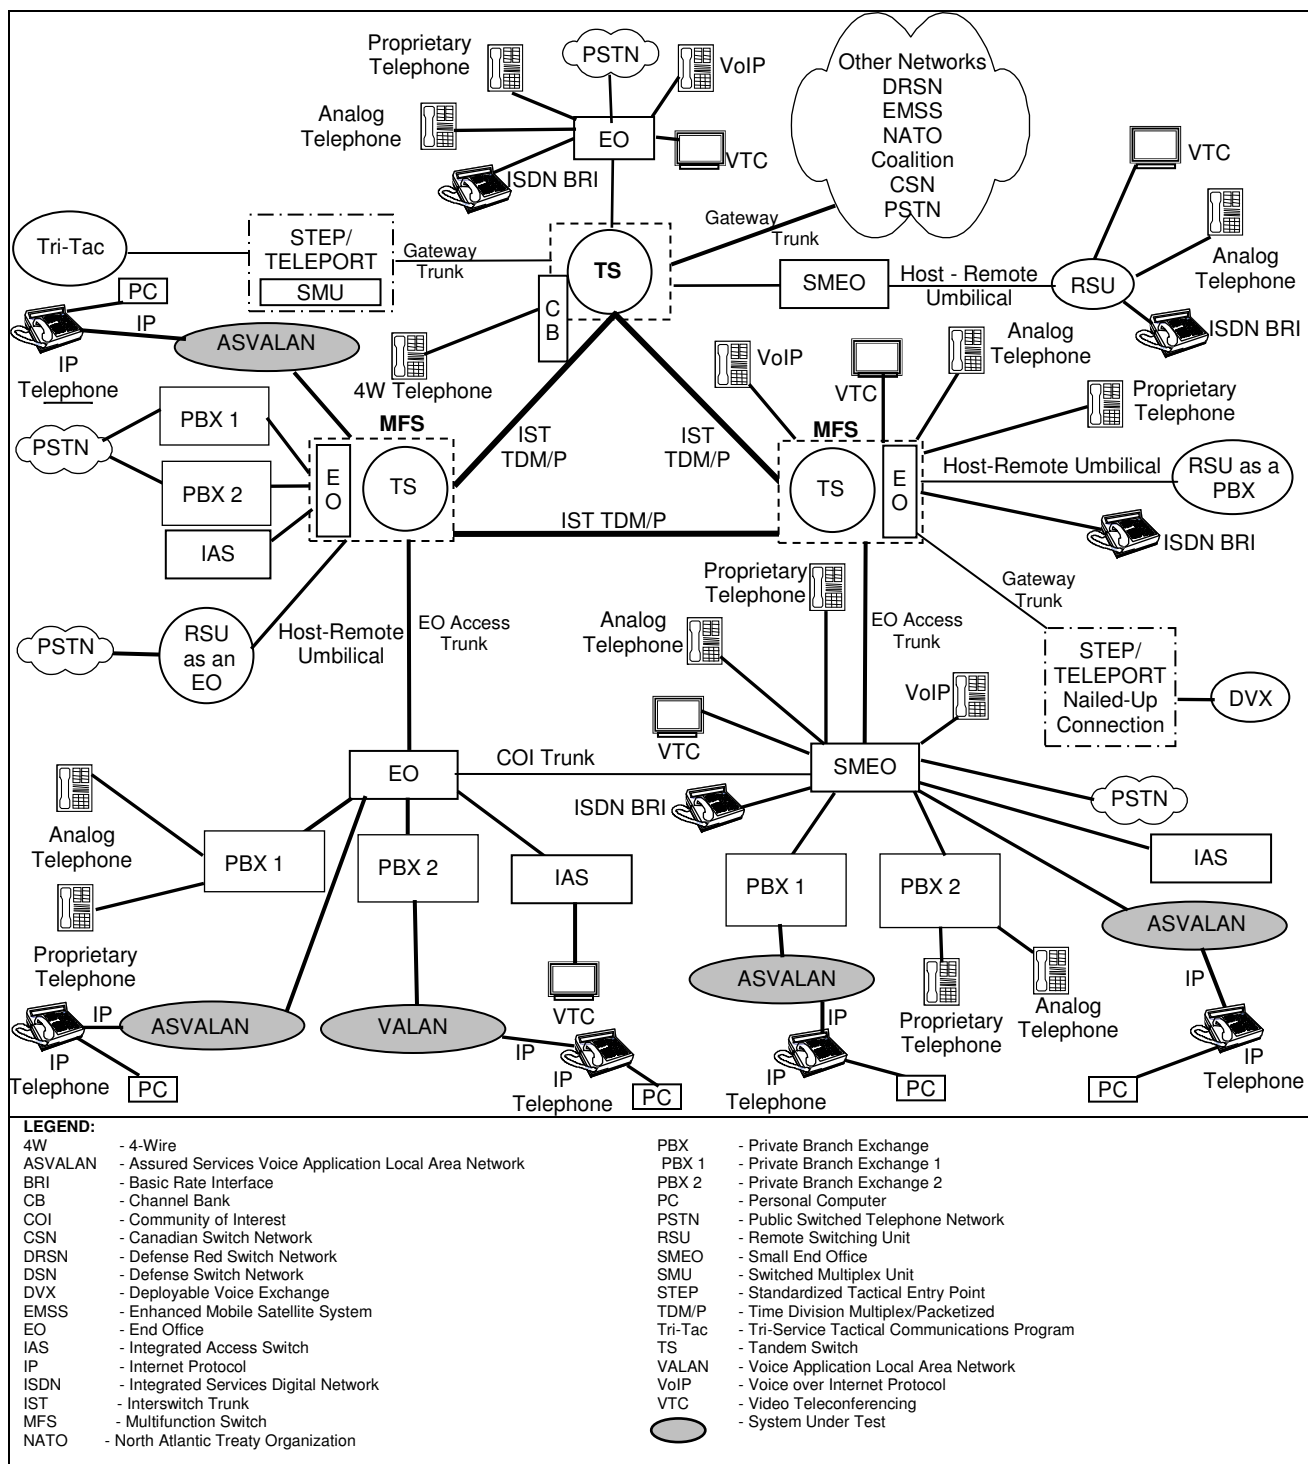 Proprietary
Telephone
PSTN
VoIP
Analog
Telephone
EO
VTC
ISDN BRI
Other Networks
DRSN
EMSS
NATO
Coalition
CSN
PSTN
VTC
Analog
Telephone
ISDN BRI
Tri-Tac
STEP/
TELEPORT
SMU
Gateway
Trunk
TS
C
B
Gateway
Trunk
SMEO
Host - Remote
Umbilical
RSU
PC
IP
IP
Telephone
ASVALAN
4W Telephone
VoIP
VTC
Analog
Telephone
Proprietary
Telephone
PSTN
PBX 1
PBX 2
IAS
MFS
E
O
TS
IST
TDM/P
IST
TDM/P
IST TDM/P
MFS
TS
E
O
Host-Remote Umbilical
RSU as a
PBX
ISDN BRI
PSTN
RSU
as an
EO
Host-Remote
Umbilical
EO Access
Trunk
Proprietary
Telephone
Analog
Telephone
EO Access
Trunk
Gateway
Trunk
STEP/
TELEPORT
Nailed-Up
Connection
DVX
VoIP
VTC
EO
COI Trunk
SMEO
ISDN BRI
PSTN
IAS
Analog
Telephone
PBX 1
PBX 2
IAS
PBX 1
PBX 2
ASVALAN
Proprietary
Telephone
IP
IP
Telephone
ASVALAN
PC
VALAN
IP
VTC
IP
Telephone
PC
ASVALAN
IP
IP
Telephone
PC
Proprietary
Telephone
Analog
Telephone
IP
IP
Telephone
PC
LEGEND:
4W - 4-Wire
ASVALAN - Assured Services Voice Application Local Area Network
BRI - Basic Rate Interface
CB - Channel Bank
COI - Community of Interest
CSN - Canadian Switch Network
DRSN - Defense Red Switch Network
DSN - Defense Switch Network
DVX - Deployable Voice Exchange
EMSS - Enhanced Mobile Satellite System
EO - End Office
IAS - Integrated Access Switch
IP - Internet Protocol
ISDN - Integrated Services Digital Network
IST - Interswitch Trunk
MFS - Multifunction Switch
NATO - North Atlantic Treaty Organization
PBX - Private Branch Exchange
PBX 1 - Private Branch Exchange 1
PBX 2 - Private Branch Exchange 2
PC - Personal Computer
PSTN - Public Switched Telephone Network
RSU - Remote Switching Unit
SMEO - Small End Office
SMU - Switched Multiplex Unit
STEP - Standardized Tactical Entry Point
TDM/P - Time Division Multiplex/Packetized
Tri-Tac - Tri-Service Tactical Communications Program
TS - Tandem Switch
VALAN - Voice Application Local Area Network
VoIP - Voice over Internet Protocol
VTC - Video Teleconferencing
- System Under Test